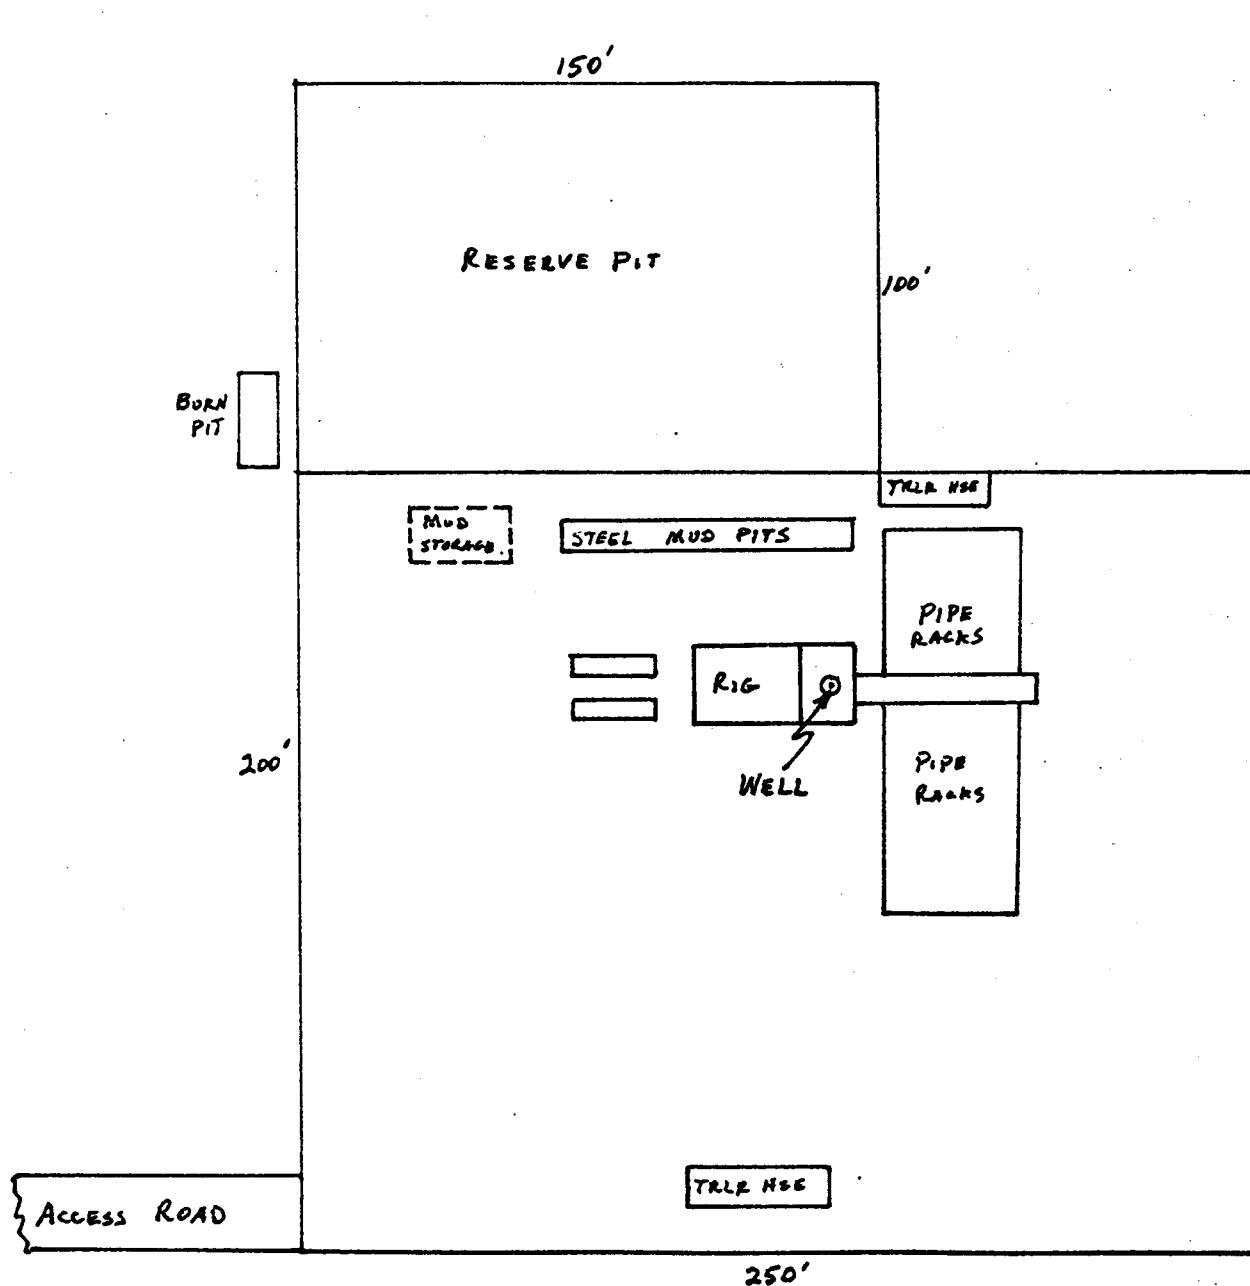 150'
RESERVE PIT
100'
BURN
PIT
TRLR HSE
MUD
STORAGE.
STEEL MUD PITS
PIPE
RACKS
RIG
WELL
PIPE
RACKS
200'
TRLR HSE
ACCESS ROAD
250'